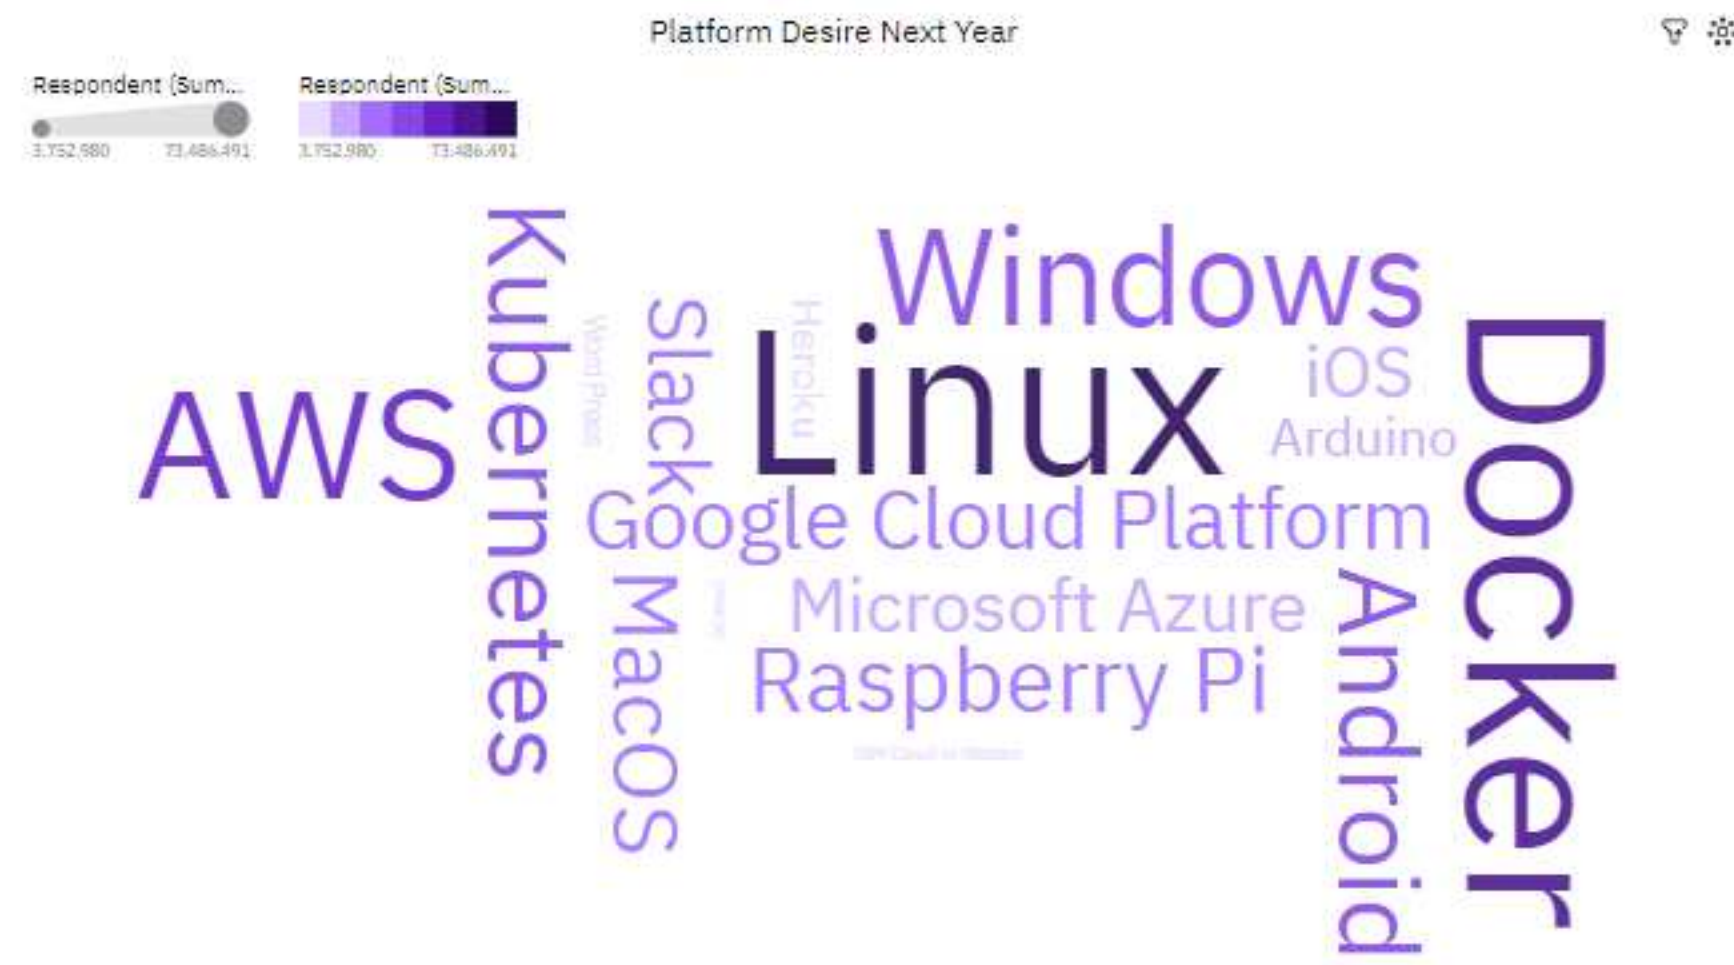 Platform Desire Next Year
Respondent (Sum...
Respondent (Sum...
3.752.980
73.486.491
3.752.980
73.486.491
Kubernetes
Windows
Slack
Heroku
WordPress
Linux
iOS
Docker
AWS
Arduino
Google Cloud Platform
MacOS
Microsoft Azure
Android
Raspberry Pi